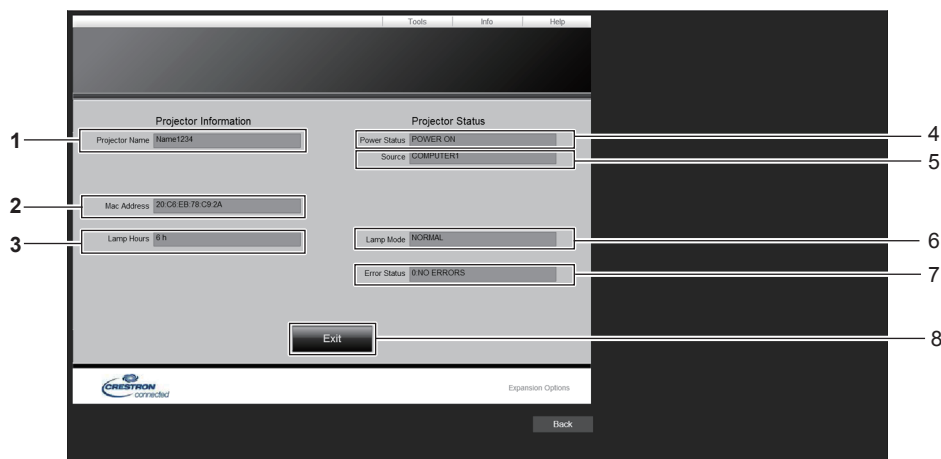 Tools Info Help
Projector Information
1 Projector Name Name1234
2 Mac Address 20:C6:EB:78:C9:2A
3 Lamp Hours 6 h
Projector Status
Power Status POWER ON 4
Source COMPUTER1 5
Lamp Mode NORMAL 6
Error Status 0:NO ERRORS 7
Exit 8
CRESTRON
connected
Expansion Options
Back